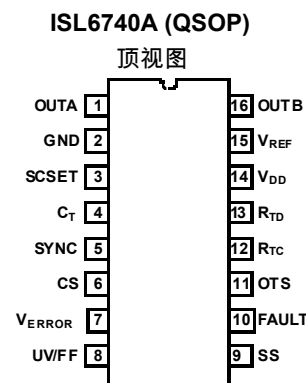 ISL6740A (QSOP)
顶视图
OUTA 1 16 OUTB
GND 2 15 VREF
SCSET 3 14 VDD
CT 4 13 RTD
SYNC 5 12 RTC
CS 6 11 OTS
VERROR 7 10 FAULT
UV/FF 8 9 SS